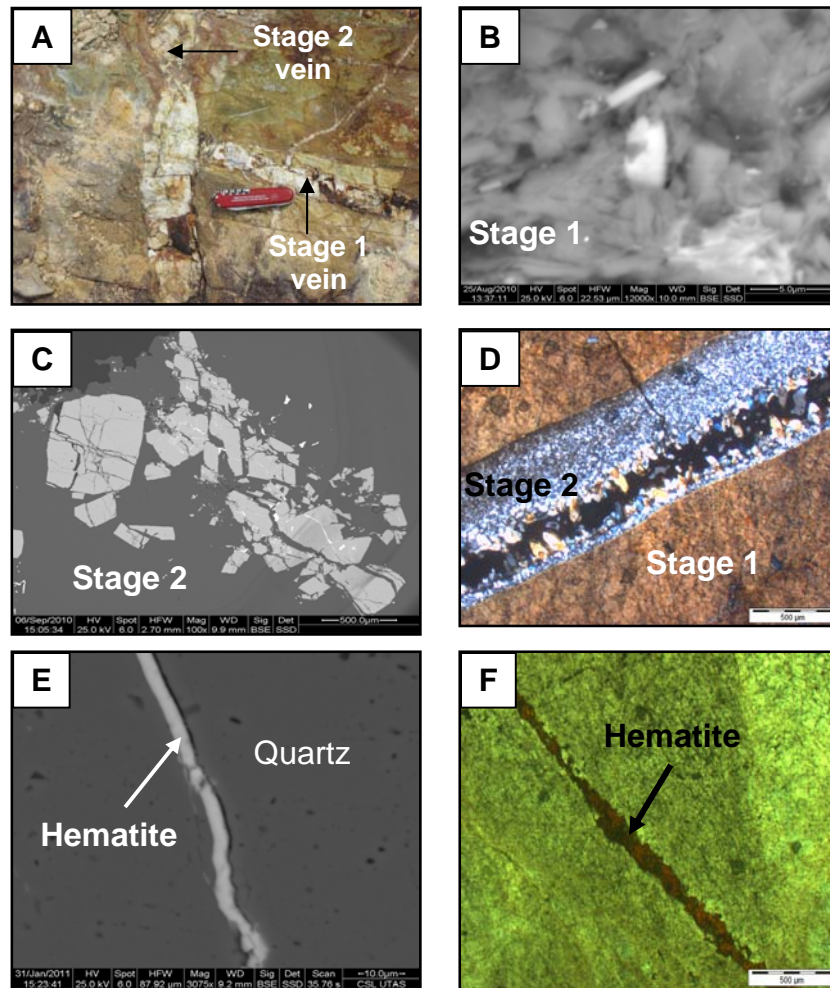 A
Stage 2
vein
Stage 1
vein
B
Stage 1
25/Aug/2010 HV Spot HFW Mag WD Sig Det 5.0µm
13:37:11 25.0 kV 6.0 22.53 µm 12000x 10.0 mm BSE SSD
C
Stage 2
06/Sep/2010 HV Spot HFW Mag WD Sig Det 500.0µm
15:05:34 25.0 kV 6.0 2.70 mm 100x 9.9 mm BSE SSD
D
Stage 2
Stage 1
500 µm
E
Quartz
Hematite
31/Jan/2011 HV Spot HFW Mag WD Sig Det Scan 10.0µm
15:23:41 25.0 kV 6.0 87.92 µm 3075x 9.2 mm BSE SSD 35.76 s CSL UTAS
F
Hematite
500 µm